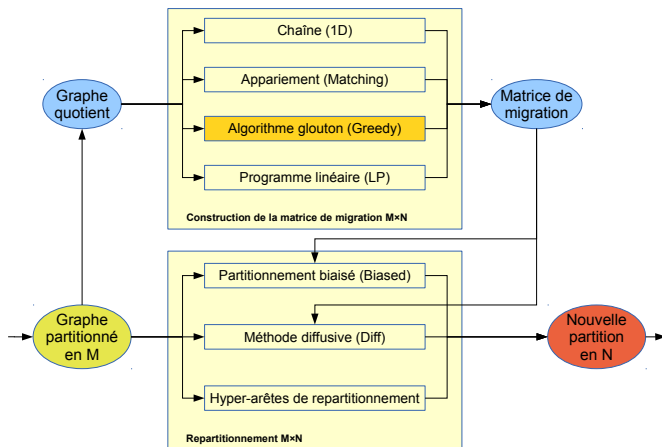 Chaîne (1D)
Appariement (Matching)
Algorithme glouton (Greedy)
Programme linéaire (LP)
Construction de la matrice de migration M×N
Graphe
quotient
Matrice de
migration
Partitionnement biaisé (Biased)
Méthode diffusive (Diff)
Hyper-arêtes de repartitionnement
Repartitionnement M×N
Graphe
partitionné
en M
Nouvelle
partition
en N